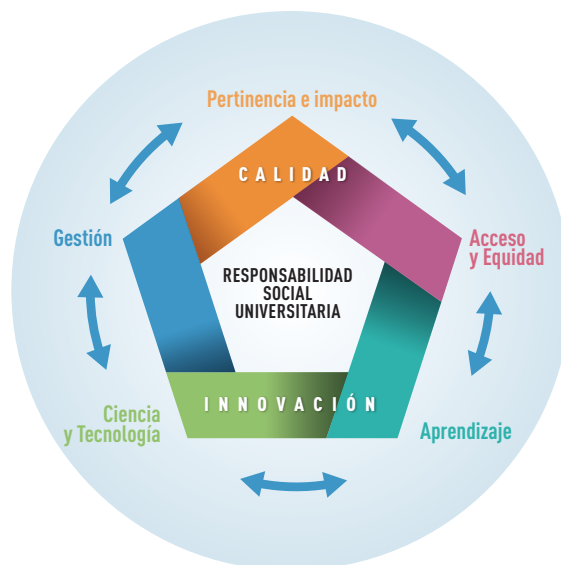 Pertinencia e impacto
CALIDAD
Gestión
Acceso
y Equidad
RESPONSABILIDAD
SOCIAL
UNIVERSITARIA
INNOVACIÓN
Ciencia
y Tecnología
Aprendizaje